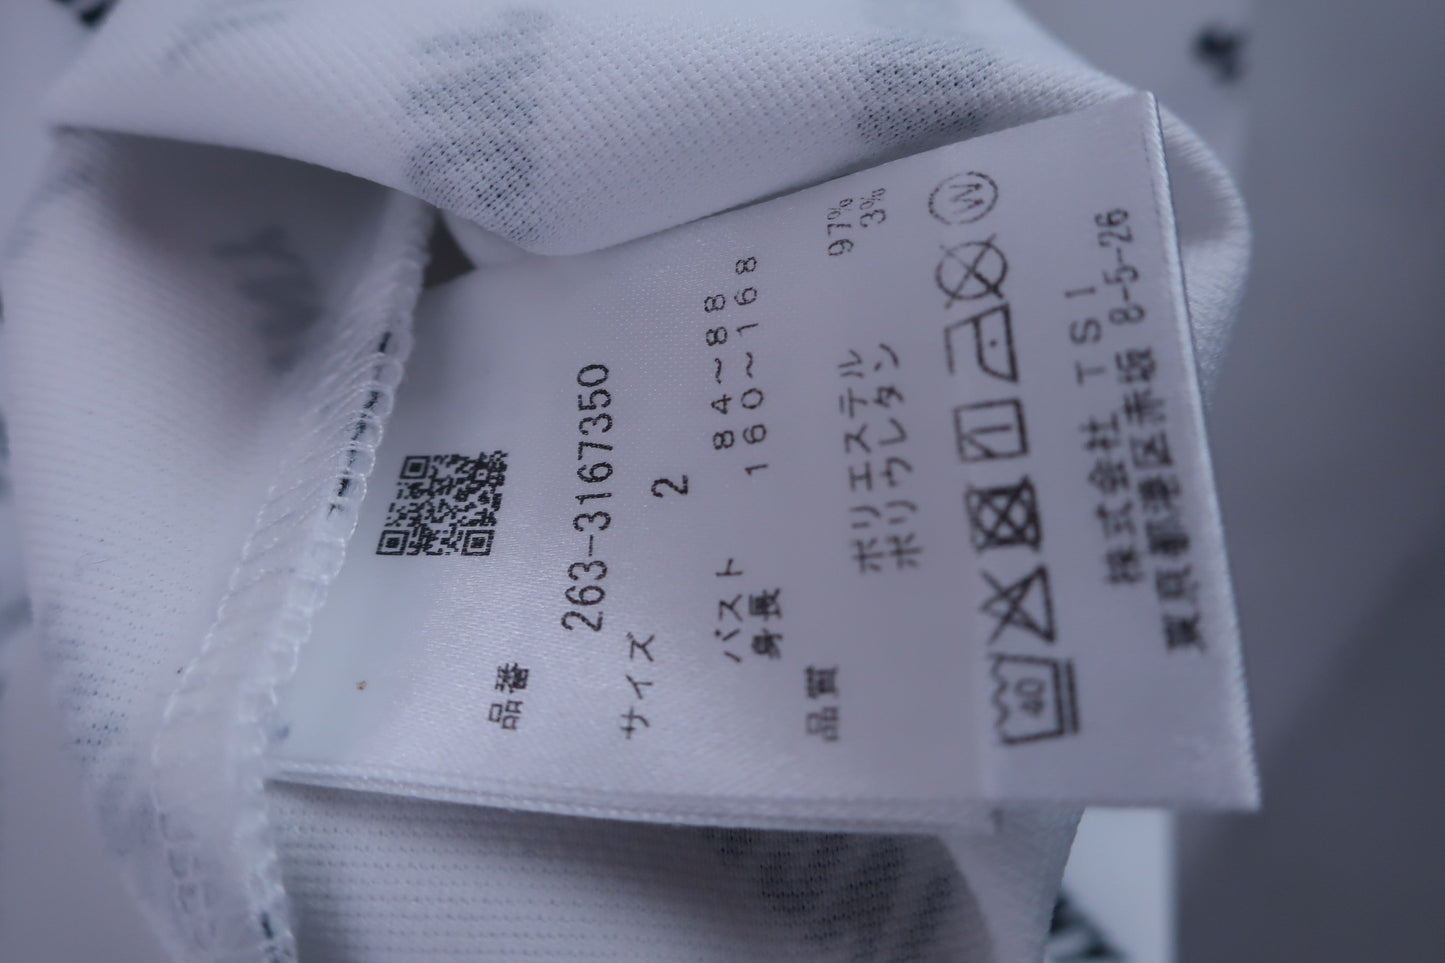 品番
263-3167350
サイズ
2
バスト 84〜88
身長 160〜168
品質
ポリエステル 97%
ポリウレタン 3%
40
W
株式会社 TSI
東京都港区赤坂 8-5-26